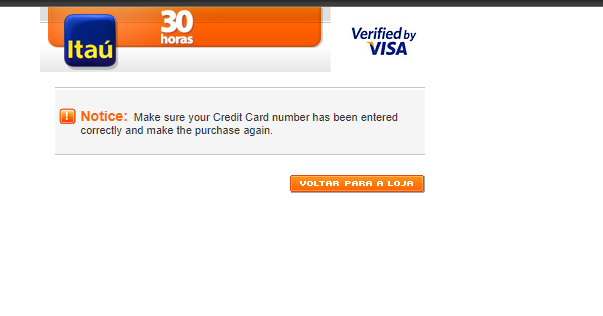 Itaú
30
horas
Verified by
VISA
Notice: Make sure your Credit Card number has been entered
correctly and make the purchase again.
VOLTAR PARA A LOJA